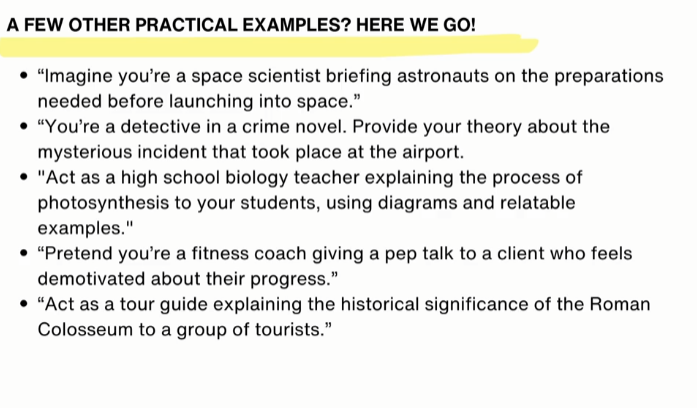 A FEW OTHER PRACTICAL EXAMPLES? HERE WE GO!
• “Imagine you’re a space scientist briefing astronauts on the preparations
needed before launching into space.”
• “You’re a detective in a crime novel. Provide your theory about the
mysterious incident that took place at the airport.
• "Act as a high school biology teacher explaining the process of
photosynthesis to your students, using diagrams and relatable
examples."
• “Pretend you’re a fitness coach giving a pep talk to a client who feels
demotivated about their progress.”
• “Act as a tour guide explaining the historical significance of the Roman
Colosseum to a group of tourists.”